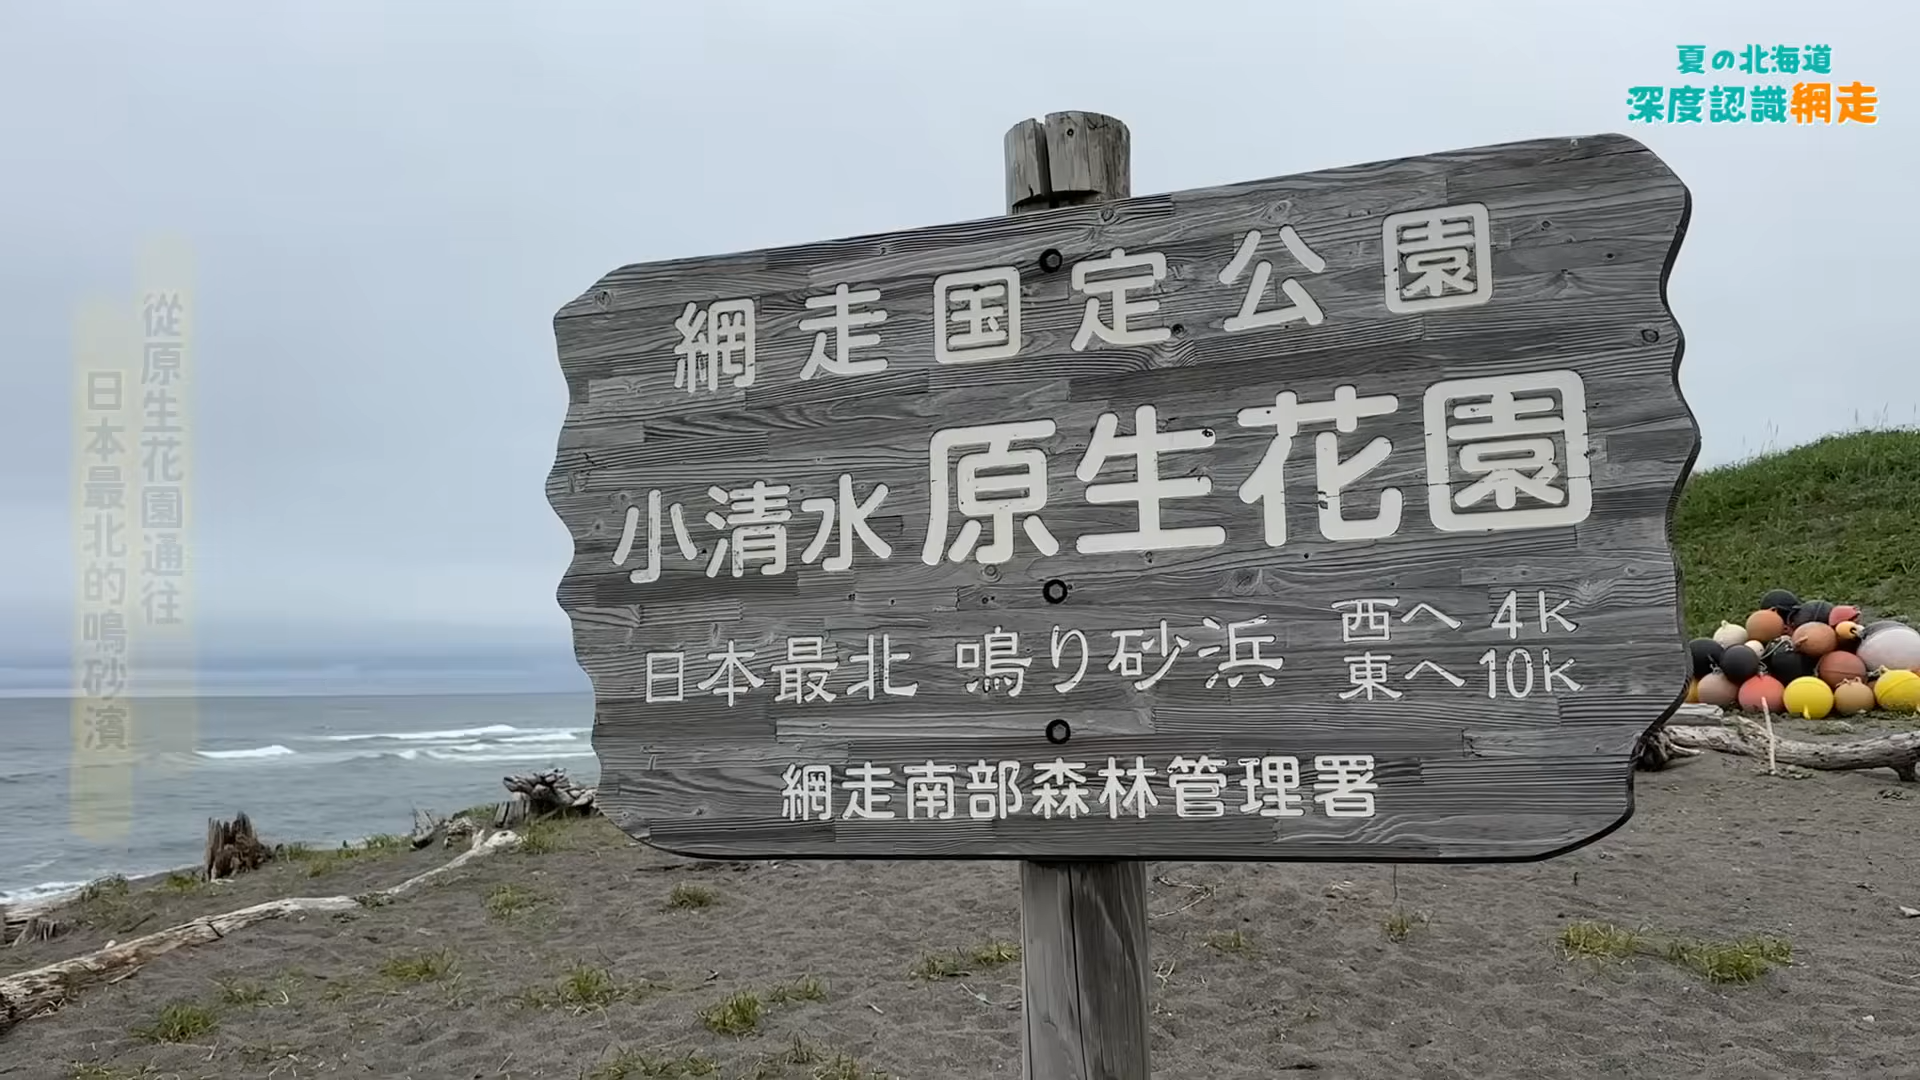 夏の北海道
深度認識網走
從原生花園通往
日本最北的鳴砂濱
網走国定公園
小清水原生花園
日本最北 鳴り砂浜 西へ 4k
東へ 10k
網走南部森林管理署